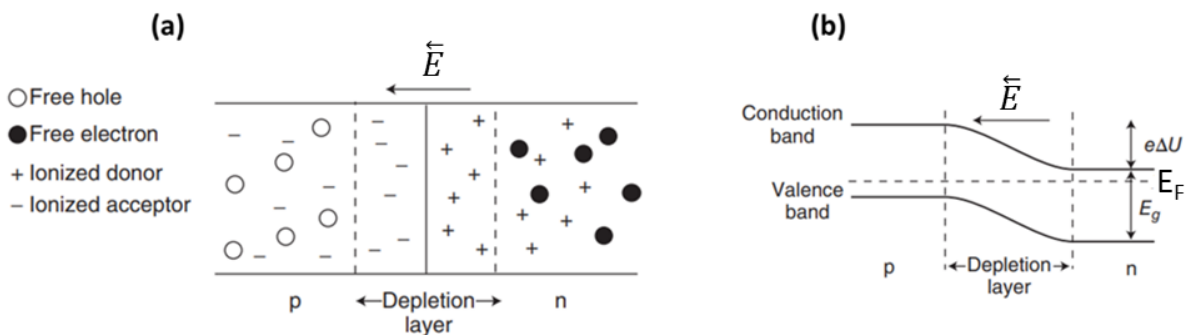 (a)
E
Free hole
Free electron
+ Ionized donor
– Ionized acceptor
p
Depletion
layer
n
(b)
E
Conduction
band
eΔU
Valence
band
E_F
E_g
p
Depletion
layer
n